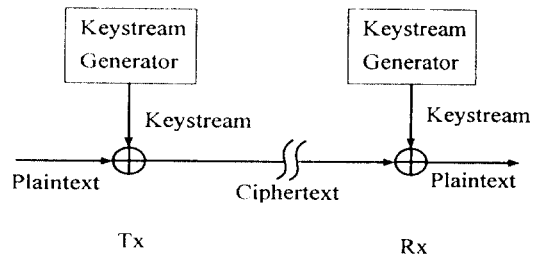 Keystream
Generator
Keystream
Generator
Keystream
Keystream
Plaintext
Ciphertext
Plaintext
Tx
Rx